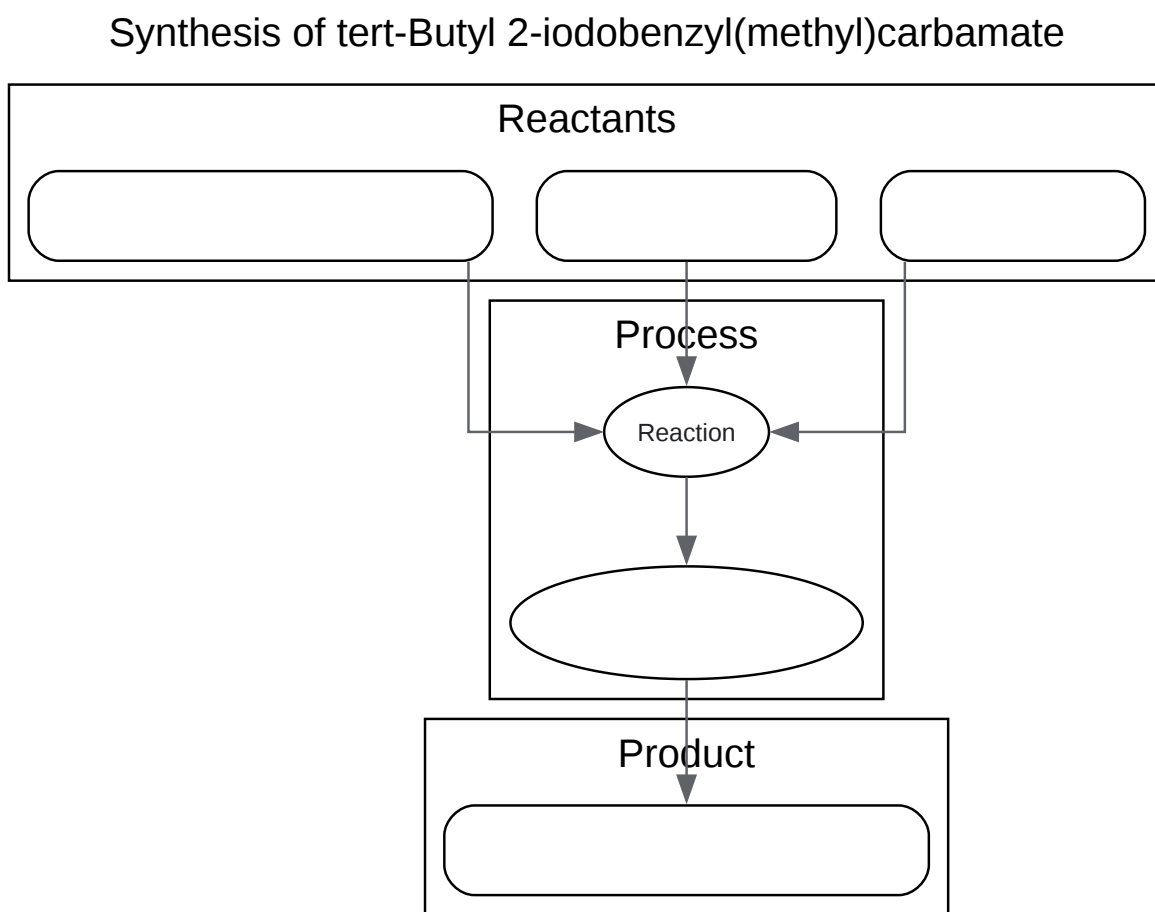 Synthesis of tert-Butyl 2-iodobenzyl(methyl)carbamate
Reactants
Process
Reaction
Product